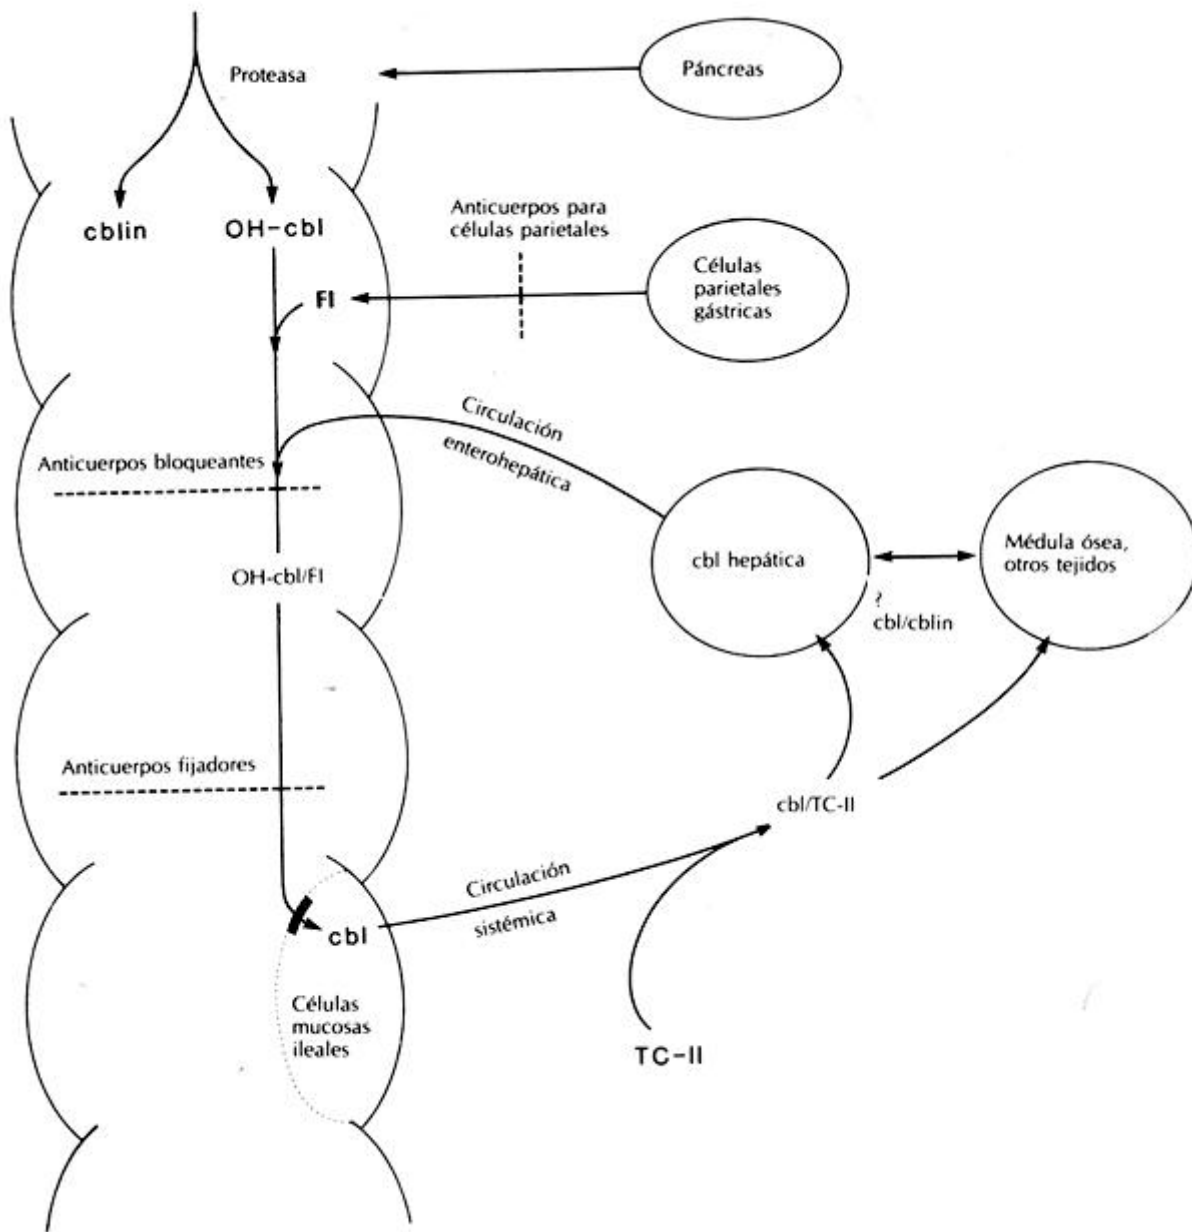 Proteasa
Páncreas
cblin
OH-cbl
Anticuerpos para
células parietales
FI
Células
parietales
gástricas
Circulación
enterohepática
Anticuerpos bloqueantes
OH-cbl/FI
cbl hepática
Médula ósea,
otros tejidos
?
cbl/cblin
Anticuerpos fijadores
cbl/TC-II
Circulación
sistémica
cbl
Células
mucosas
ileales
TC-II